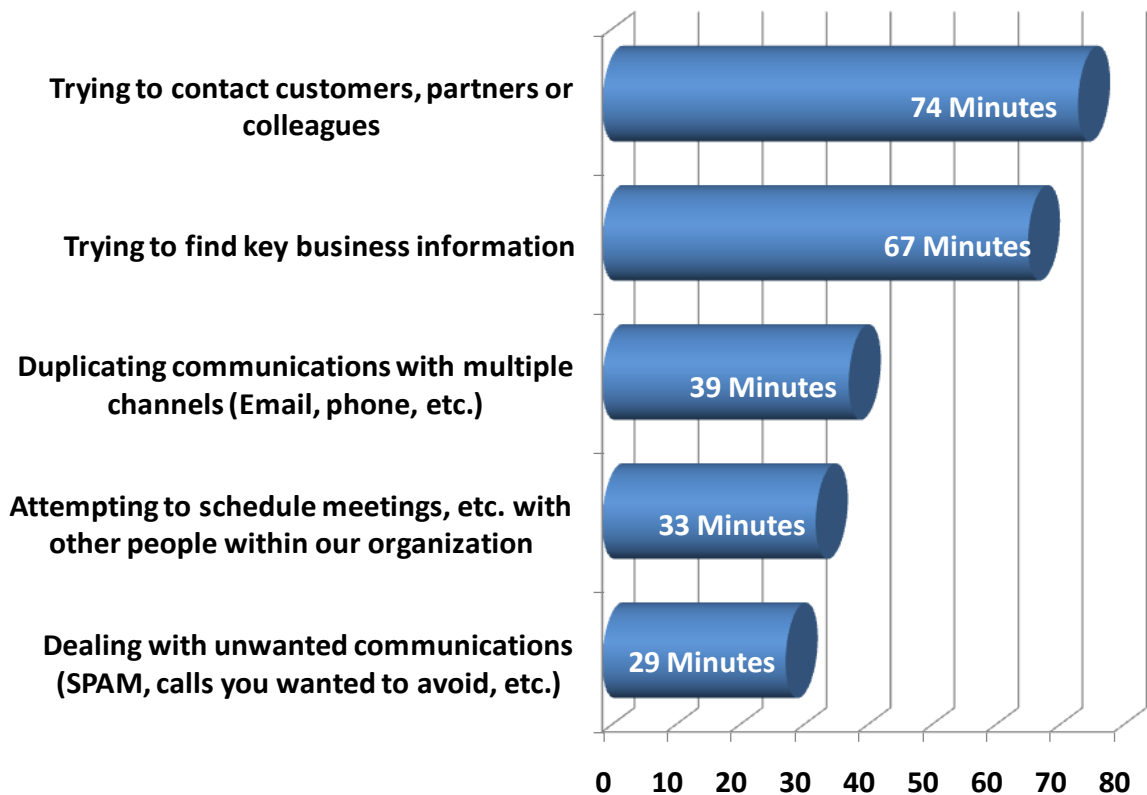 Trying to contact customers, partners or
colleagues
74 Minutes
Trying to find key business information
67 Minutes
Duplicating communications with multiple
channels (Email, phone, etc.)
39 Minutes
Attempting to schedule meetings, etc. with
other people within our organization
33 Minutes
Dealing with unwanted communications
(SPAM, calls you wanted to avoid, etc.)
29 Minutes
0 10 20 30 40 50 60 70 80